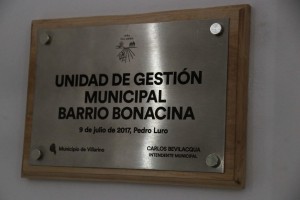 UNIDAD DE GESTIÓN
MUNICIPAL
BARRIO BONACINA
9 de julio de 2017, Pedro Luro
Municipio de Villarino
CARLOS BEVILACQUA
INTENDENTE MUNICIPAL